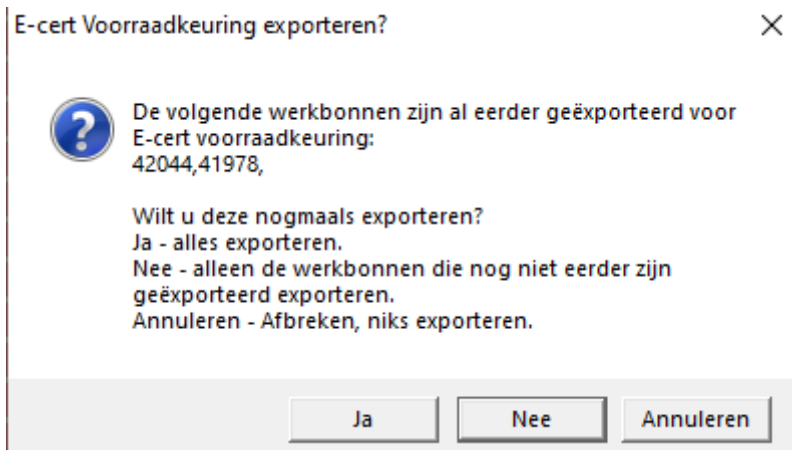 E-cert Voorraadkeuring exporteren?
De volgende werkbonnen zijn al eerder geëxporteerd voor
E-cert voorraadkeuring:
42044,41978,
Wilt u deze nogmaals exporteren?
Ja - alles exporteren.
Nee - alleen de werkbonnen die nog niet eerder zijn
geëxporteerd exporteren.
Annuleren - Afbreken, niks exporteren.
Ja
Nee
Annuleren